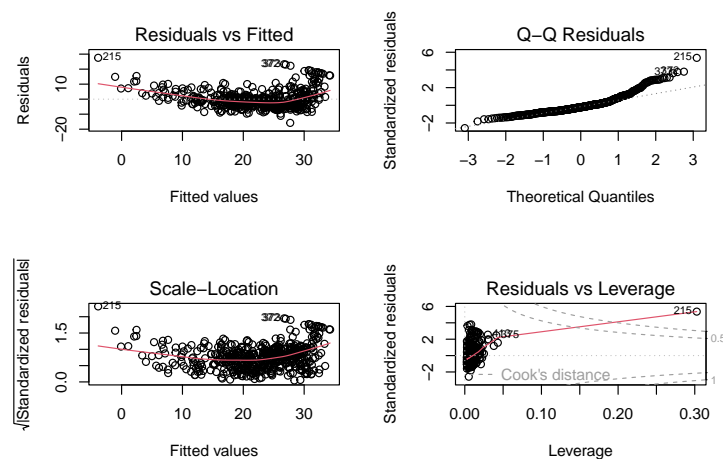 Residuals vs Fitted
Residuals
10
−20
215
372
0
10
20
30
Fitted values
Q−Q Residuals
Standardized residuals
6
2
−2
215
−3
−2
−1
0
1
2
3
Theoretical Quantiles
Scale−Location
√|Standardized residuals|
1.5
0.0
215
372
0
10
20
30
Fitted values
Residuals vs Leverage
Standardized residuals
6
2
−2
215
375
0.5
1
Cook's distance
0.00
0.10
0.20
0.30
Leverage